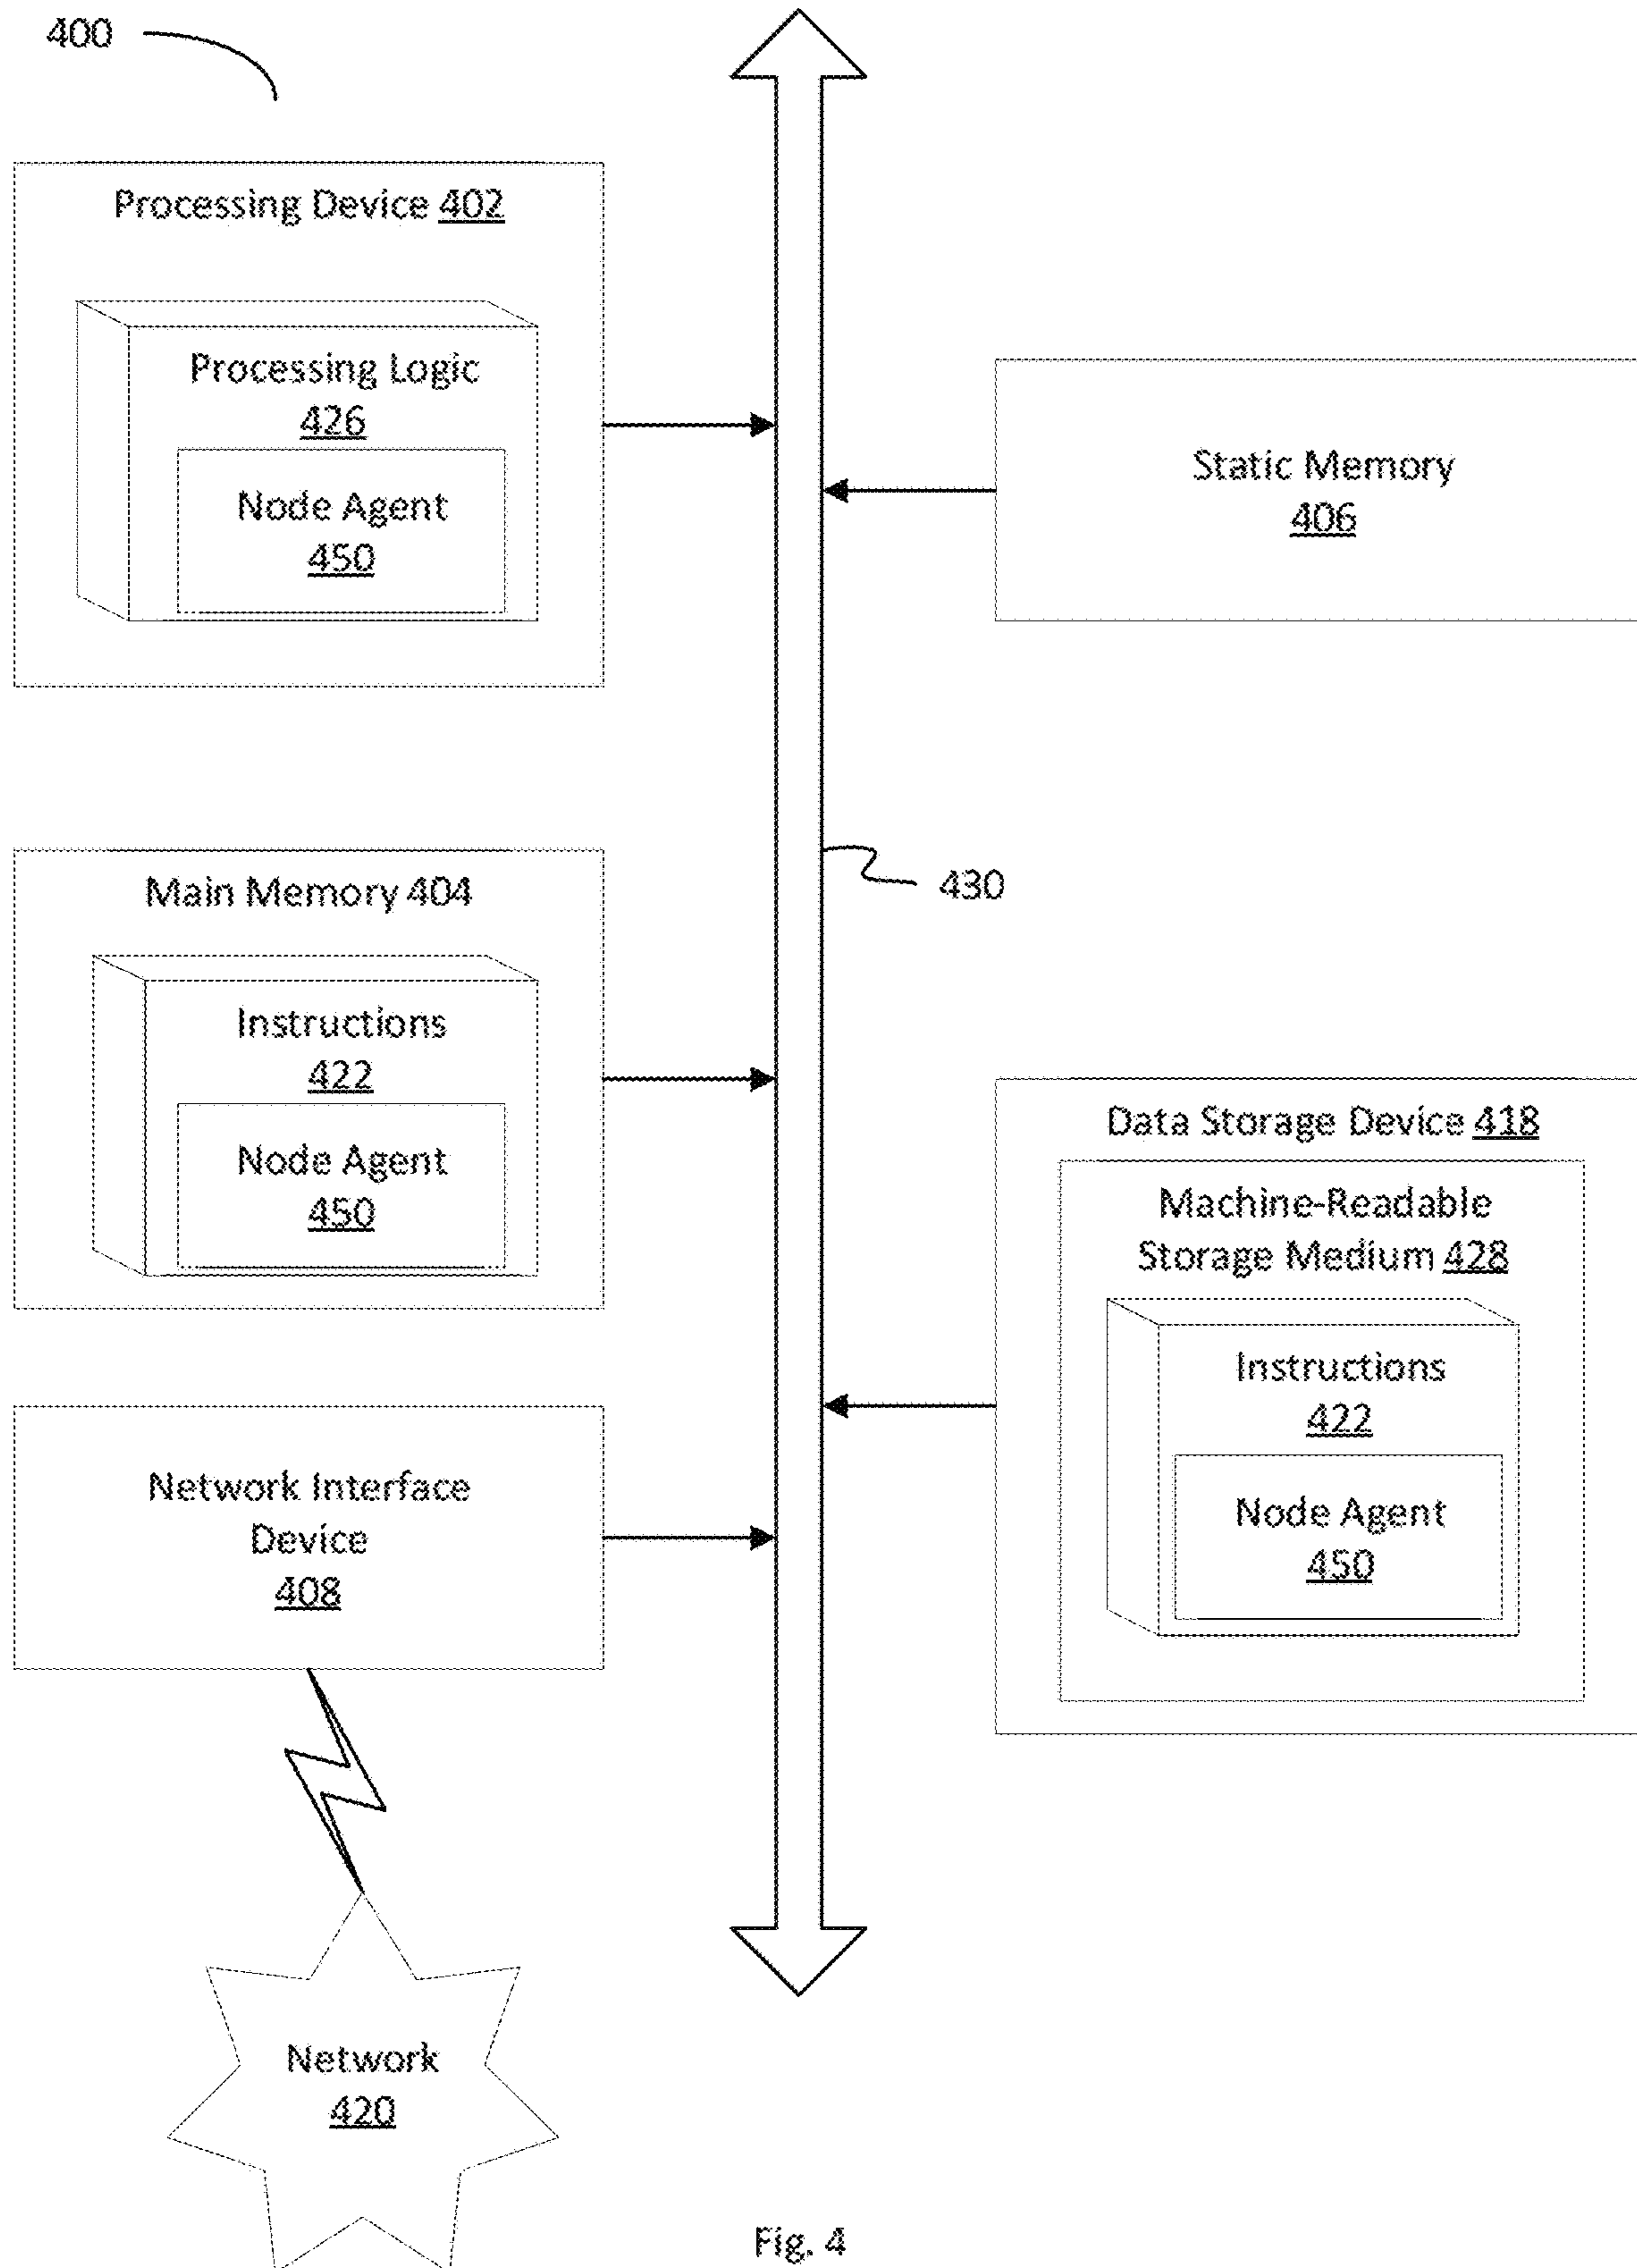 400
Processing Device 402
Processing Logic
426
Node Agent
450
Static Memory
406
Main Memory 404
430
Instructions
422
Node Agent
450
Data Storage Device 418
Machine-Readable
Storage Medium 428
Instructions
422
Node Agent
450
Network Interface
Device
408
Network
420
Fig. 4